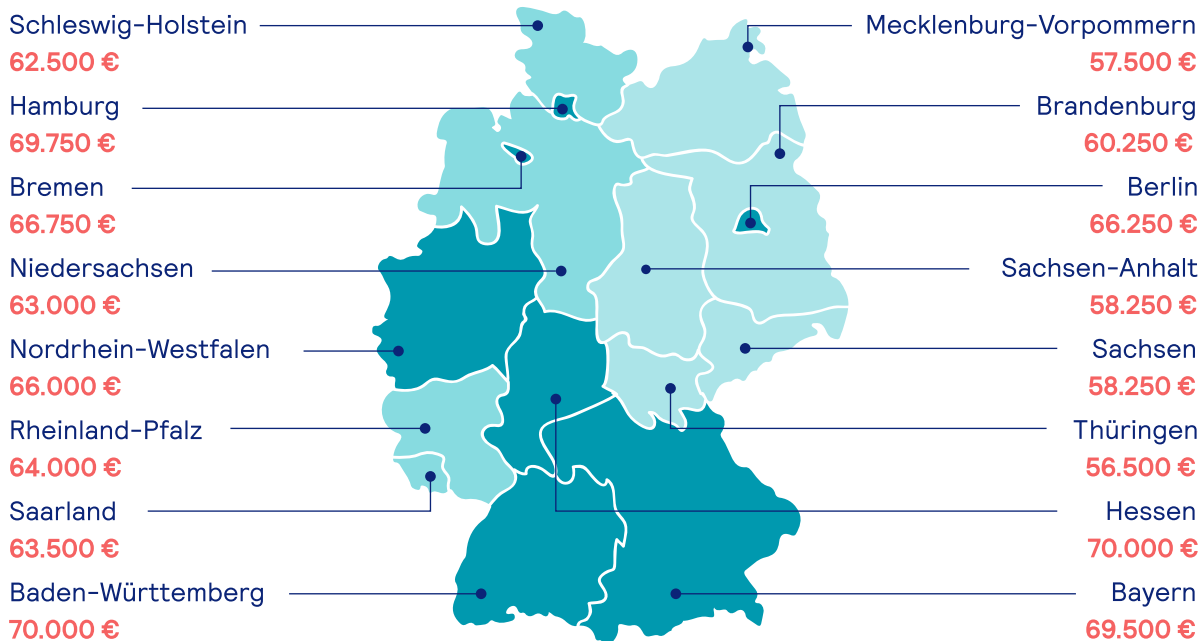 Schleswig-Holstein
62.500 €
Hamburg
69.750 €
Bremen
66.750 €
Niedersachsen
63.000 €
Nordrhein-Westfalen
66.000 €
Rheinland-Pfalz
64.000 €
Saarland
63.500 €
Baden-Württemberg
70.000 €
Mecklenburg-Vorpommern
57.500 €
Brandenburg
60.250 €
Berlin
66.250 €
Sachsen-Anhalt
58.250 €
Sachsen
58.250 €
Thüringen
56.500 €
Hessen
70.000 €
Bayern
69.500 €